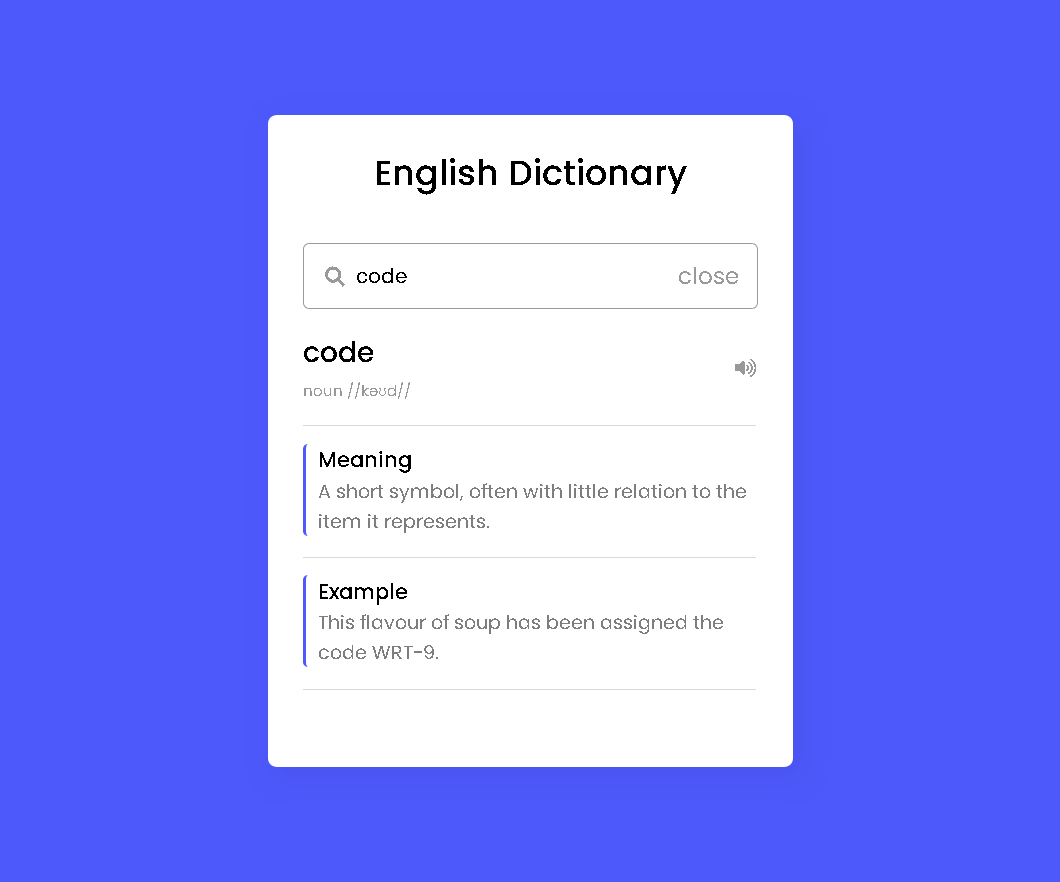 English Dictionary
code
close
code
noun //kəʊd//
Meaning
A short symbol, often with little relation to the
item it represents.
Example
This flavour of soup has been assigned the
code WRT-9.